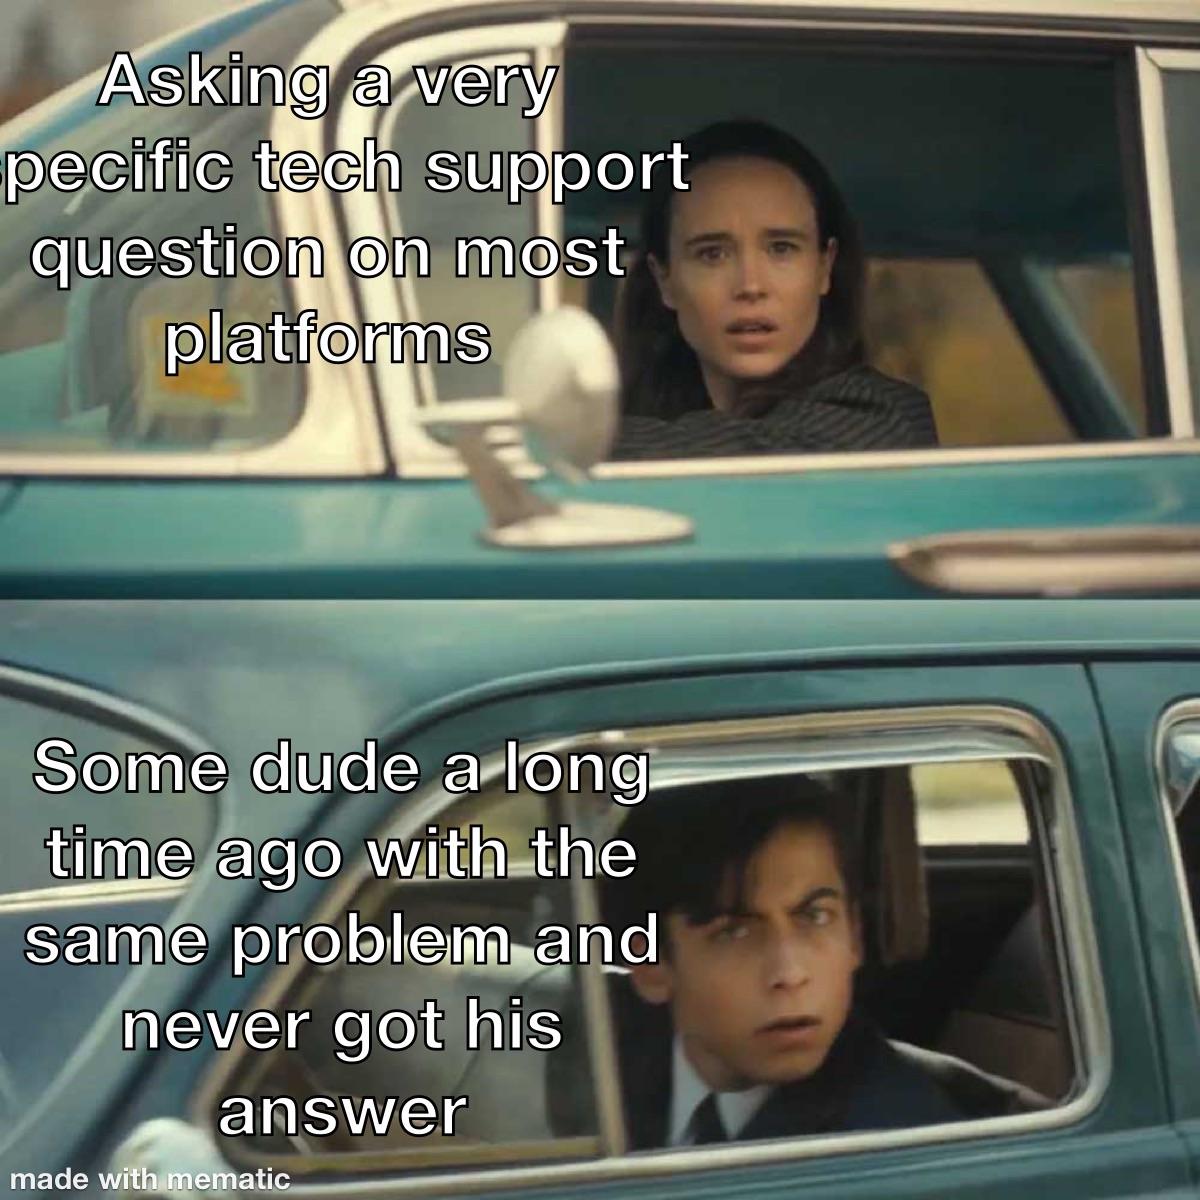 Asking a very
specific tech support
question on most
platforms
Some dude a long
time ago with the
same problem and
never got his
answer
made with mematic